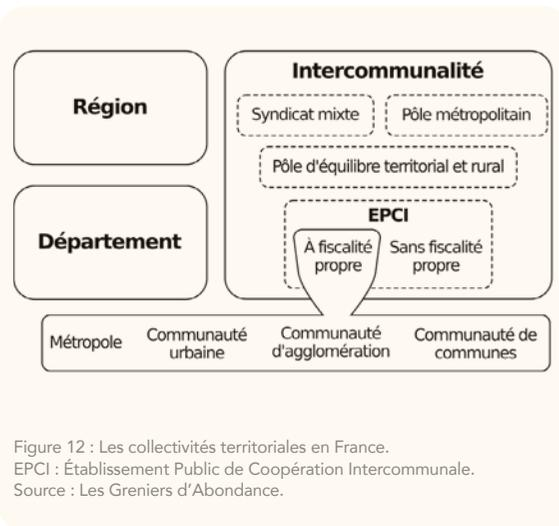 Région
Département
Intercommunalité
Syndicat mixte
Pôle métropolitain
Pôle d'équilibre territorial et rural
EPCI
À fiscalité
propre
Sans fiscalité
propre
Métropole
Communauté
urbaine
Communauté
d'agglomération
Communauté de
communes
Figure 12 : Les collectivités territoriales en France.
EPCI : Établissement Public de Coopération Intercommunale.
Source : Les Greniers d’Abondance.